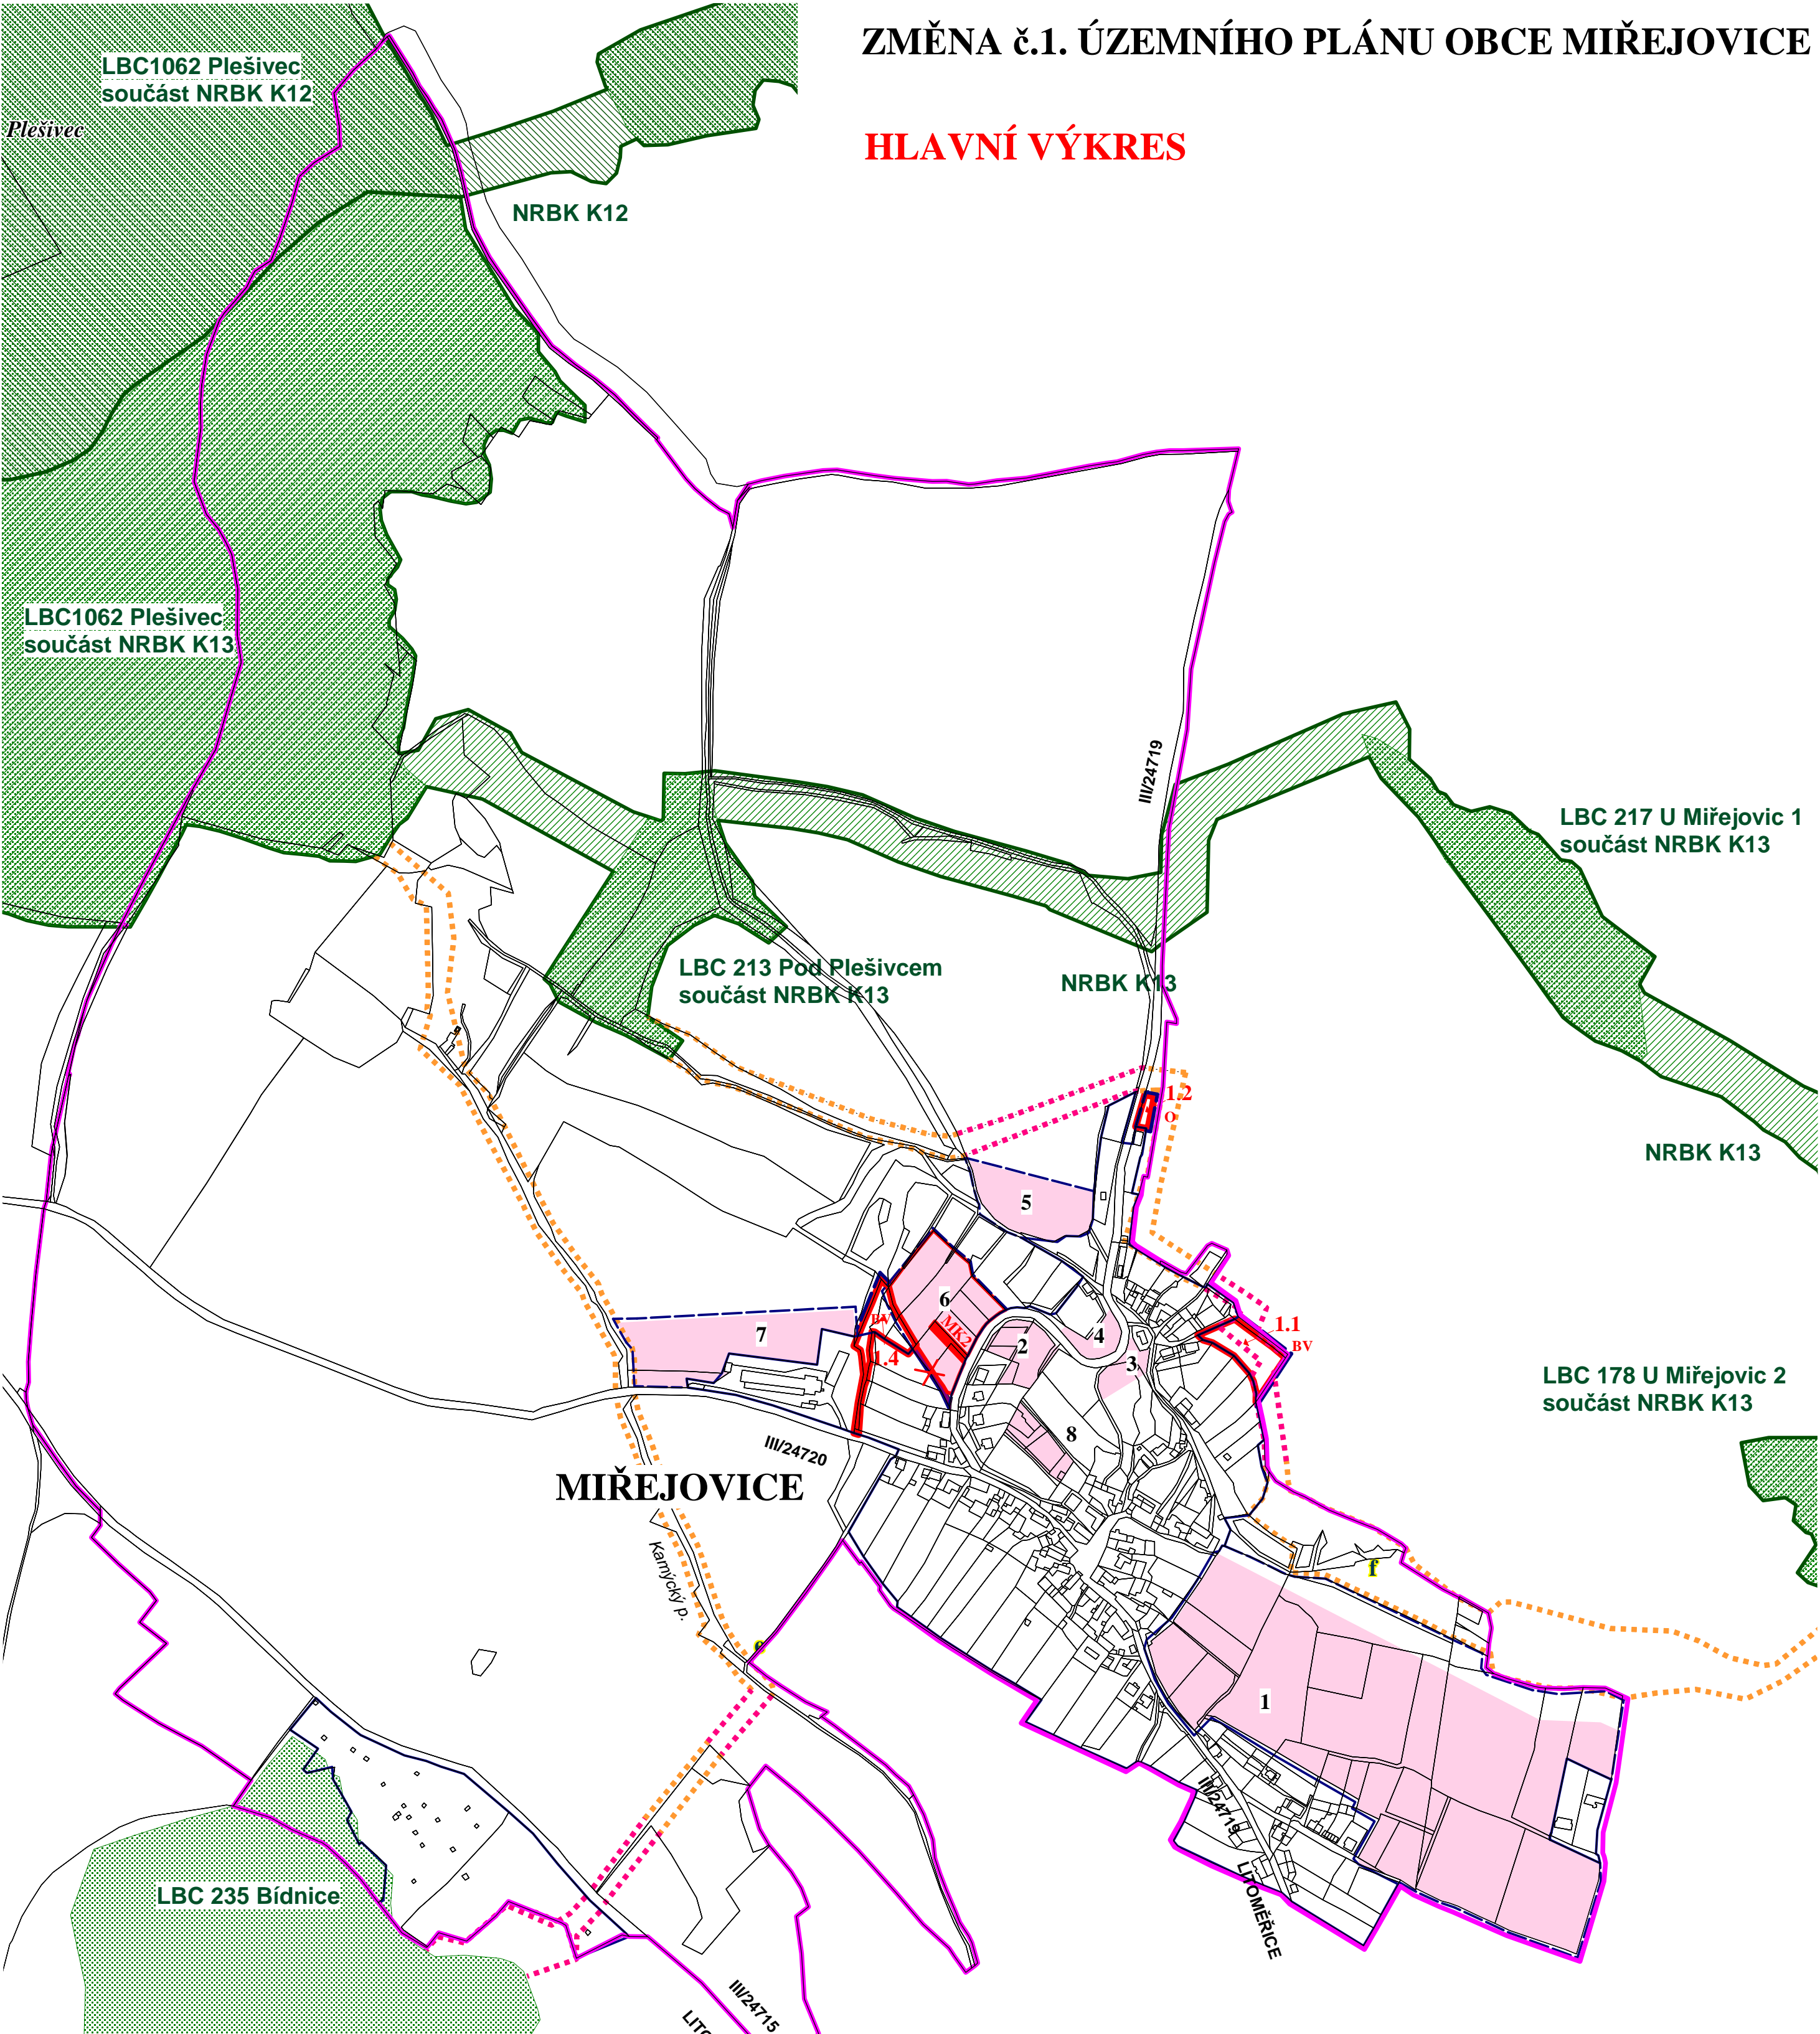 ZMĚNA č.1. ÚZEMNÍHO PLÁNU OBCE MIŘEJOVICE
HLAVNÍ VÝKRES
LBC1062 Plešivec
součást NRBK K12
Plešivec
NRBK K12
LBC1062 Plešivec
součást NRBK K13
III/24719
LBC 217 U Miřejovic 1
součást NRBK K13
LBC 213 Pod Plešivcem
součást NRBK K13
NRBK K13
1.2
O
NRBK K13
5
6
BV
MK2
1.4
7
2
4
3
1.1
BV
LBC 178 U Miřejovic 2
součást NRBK K13
8
III/24720
MIŘEJOVICE
Kamýcký p.
f
1
III/24719
LITOMĚŘICE
LBC 235 Bídnice
III/24715